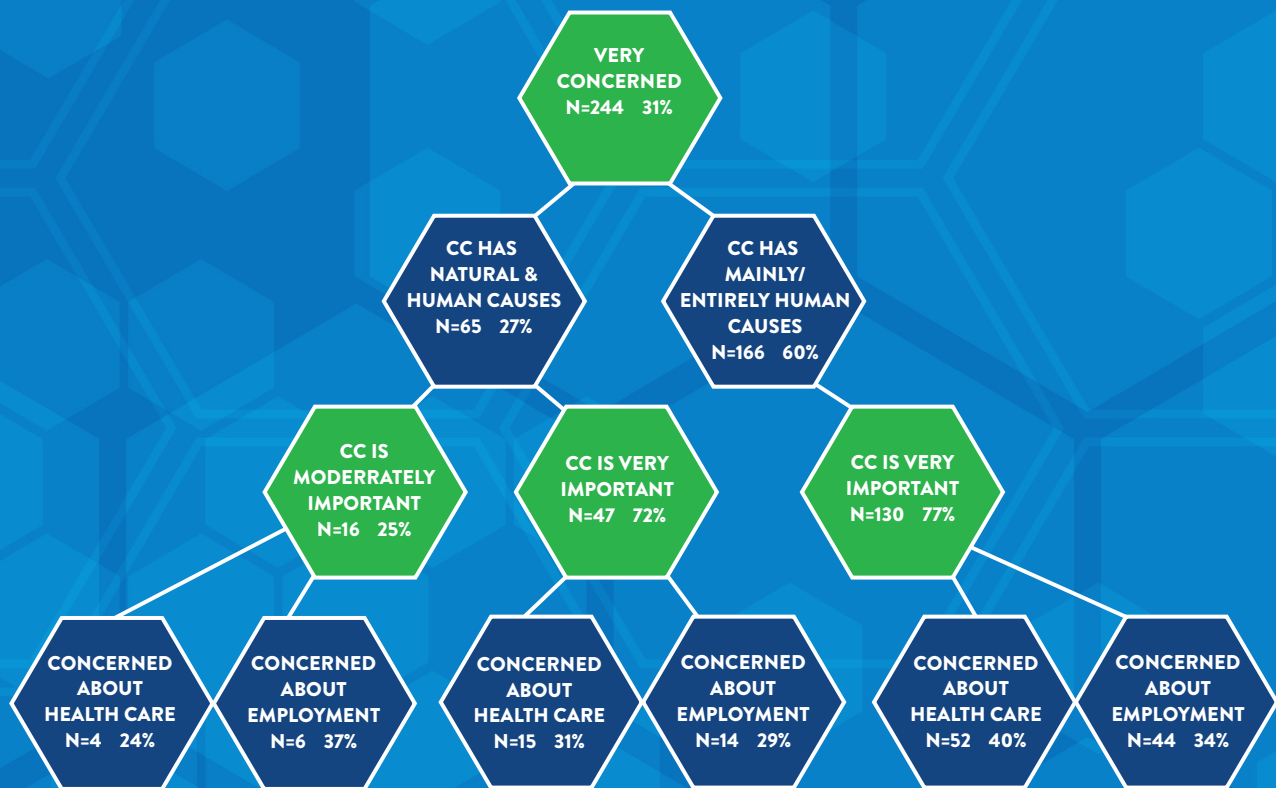 VERY
CONCERNED
N=244 31%
CC HAS
NATURAL &
HUMAN CAUSES
N=65 27%
CC HAS
MAINLY/
ENTIRELY HUMAN
CAUSES
N=166 60%
CC IS
MODERRATELY
IMPORTANT
N=16 25%
CC IS VERY
IMPORTANT
N=47 72%
CC IS VERY
IMPORTANT
N=130 77%
CONCERNED
ABOUT
HEALTH CARE
N=4 24%
CONCERNED
ABOUT
EMPLOYMENT
N=6 37%
CONCERNED
ABOUT
HEALTH CARE
N=15 31%
CONCERNED
ABOUT
EMPLOYMENT
N=14 29%
CONCERNED
ABOUT
HEALTH CARE
N=52 40%
CONCERNED
ABOUT
EMPLOYMENT
N=44 34%